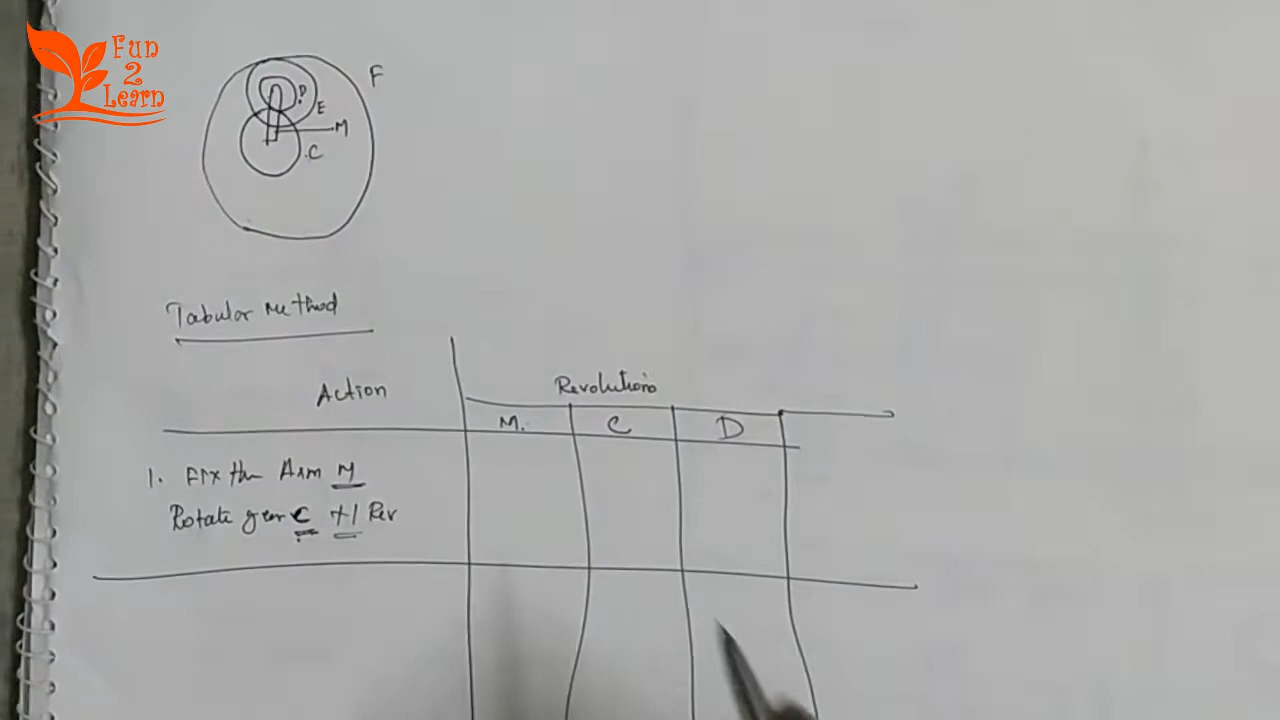 Fun
2
Learn
F
D
E
M
C
Tabular Method
Action
Revolutions
M. C D
1. Fix the Arm M
Rotate gear C +1 Rev